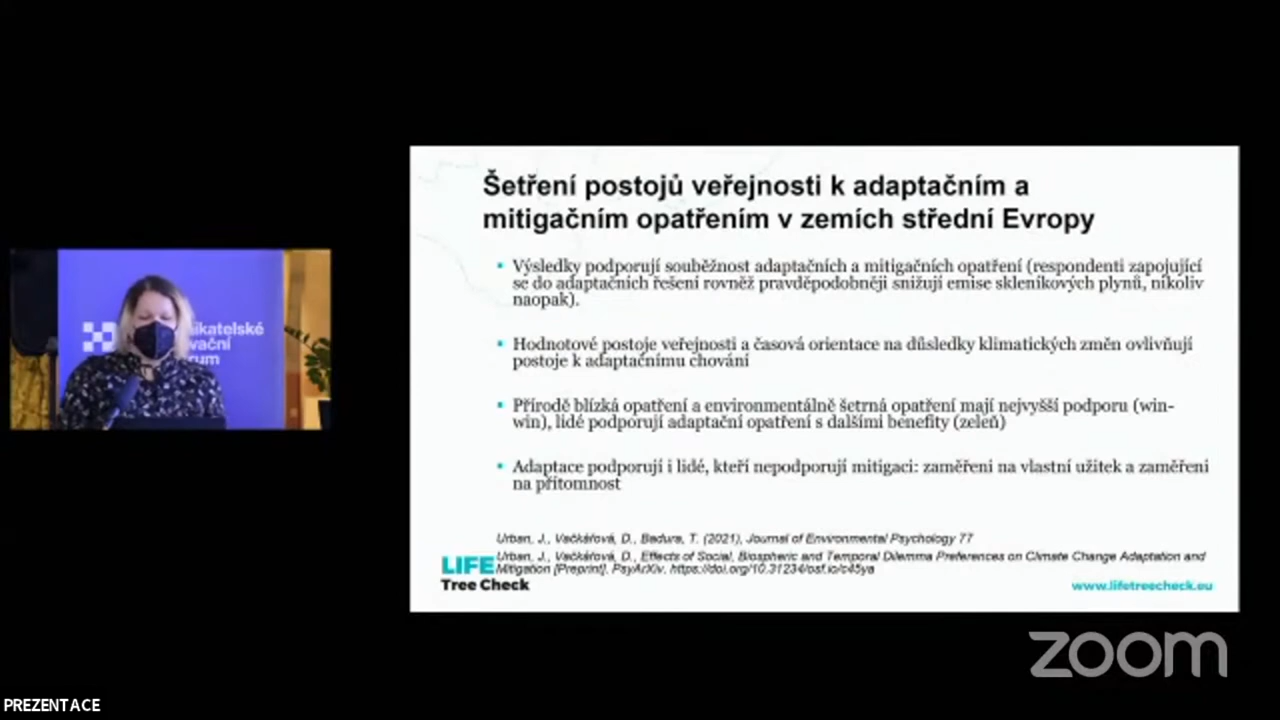 Šetření postojů veřejnosti k adaptačním a
mitigačním opatřením v zemích střední Evropy
Výsledky podporují souběžnost adaptačních a mitigačních opatření (respondenti zapojující
se do adaptačních řešení rovněž pravděpodobněji snižují emise skleníkových plynů, nikoliv
naopak).
Hodnotové postoje veřejnosti a časová orientace na důsledky klimatických změn ovlivňují
postoje k adaptačnímu chování
Přírodě blízká opatření a environmentálně šetrná opatření mají nejvyšší podporu (win-
win), lidé podporují adaptační opatření s dalšími benefity (zeleň)
Adaptace podporují i lidé, kteří nepodporují mitigaci: zaměření na vlastní užitek a zaměření
na přítomnost
Urban, J., Vačkářová, D., Badura, T. (2021), Journal of Environmental Psychology 77
Urban, J., Vačkářová, D., Effects of Social, Biospheric and Temporal Dilemma Preferences on Climate Change Adaptation and
Mitigation [Preprint]. PsyArXiv. https://doi.org/10.31234/osf.io/c45ya
LIFE
Tree Check
www.lifetreecheck.eu
ikatelské
vační
rum
zoom
PREZENTACE